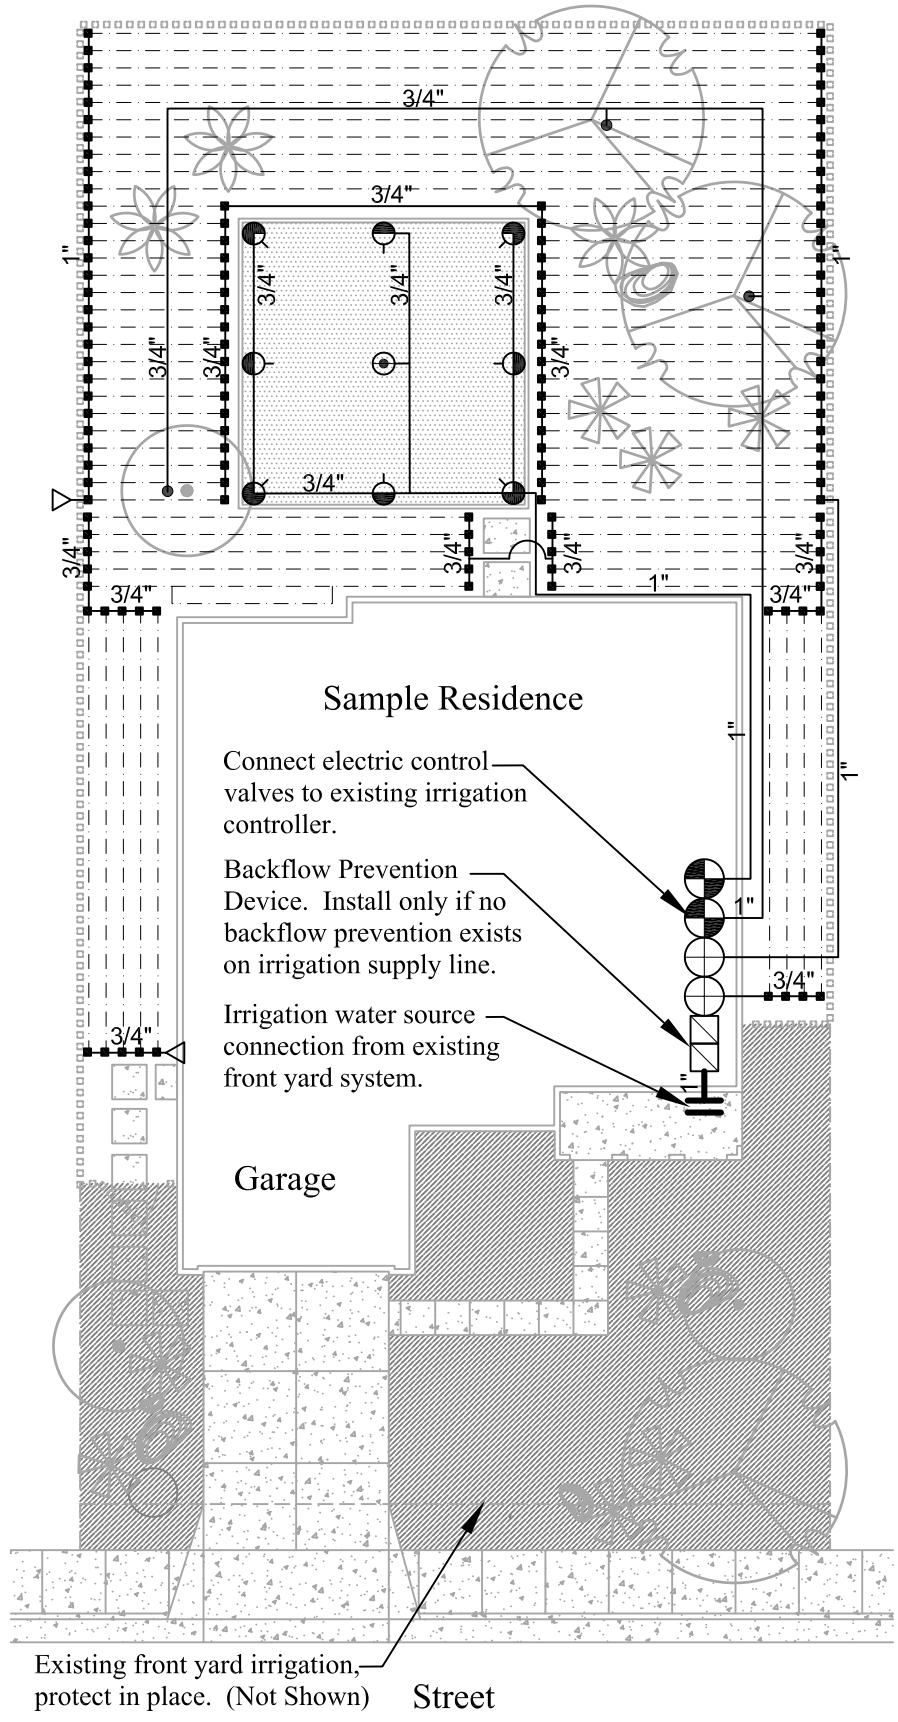 3/4"
3/4"
1"
1"
3/4"
3/4"
3/4"
3/4"
3/4"
3/4"
3/4"
3/4"
3/4"
3/4"
3/4"
3/4"
3/4"
1"
3/4"
Sample Residence
1"
1"
Connect electric control
valves to existing irrigation
controller.
Backflow Prevention
Device.  Install only if no
backflow prevention exists
on irrigation supply line.
1"
3/4"
Irrigation water source
connection from existing
front yard system.
3/4"
1"
Garage
Existing front yard irrigation,
protect in place.  (Not Shown)
Street